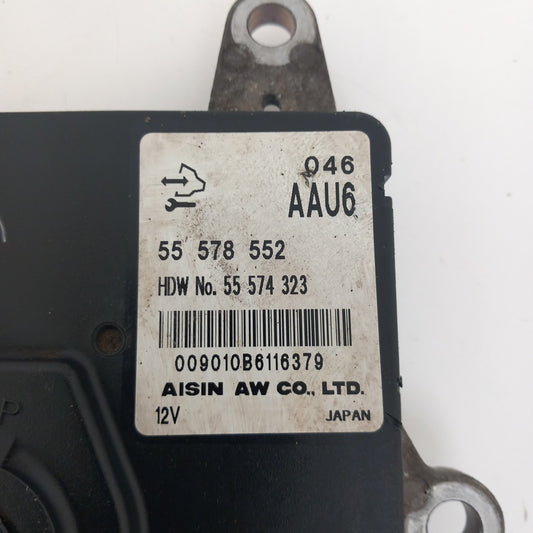 046
AAU6
55 578 552
HDW No. 55 574 323
009010B6116379
AISIN AW CO., LTD.
12V JAPAN
P